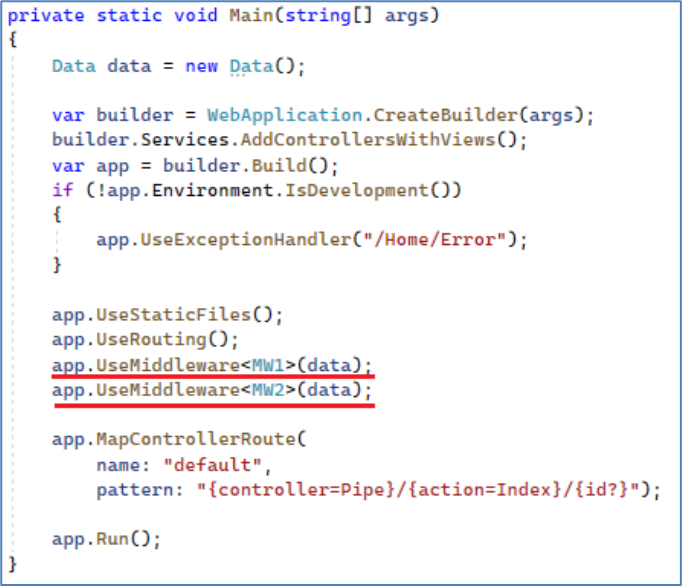 private static void Main(string[] args)
{
    Data data = new Data();
    var builder = WebApplication.CreateBuilder(args);
    builder.Services.AddControllersWithViews();
    var app = builder.Build();
    if (!app.Environment.IsDevelopment())
    {
        app.UseExceptionHandler("/Home/Error");
    }
    app.UseStaticFiles();
    app.UseRouting();
    app.UseMiddleware<MW1>(data);
    app.UseMiddleware<MW2>(data);
    app.MapControllerRoute(
        name: "default",
        pattern: "{controller=Pipe}/{action=Index}/{id?}");
    app.Run();
}